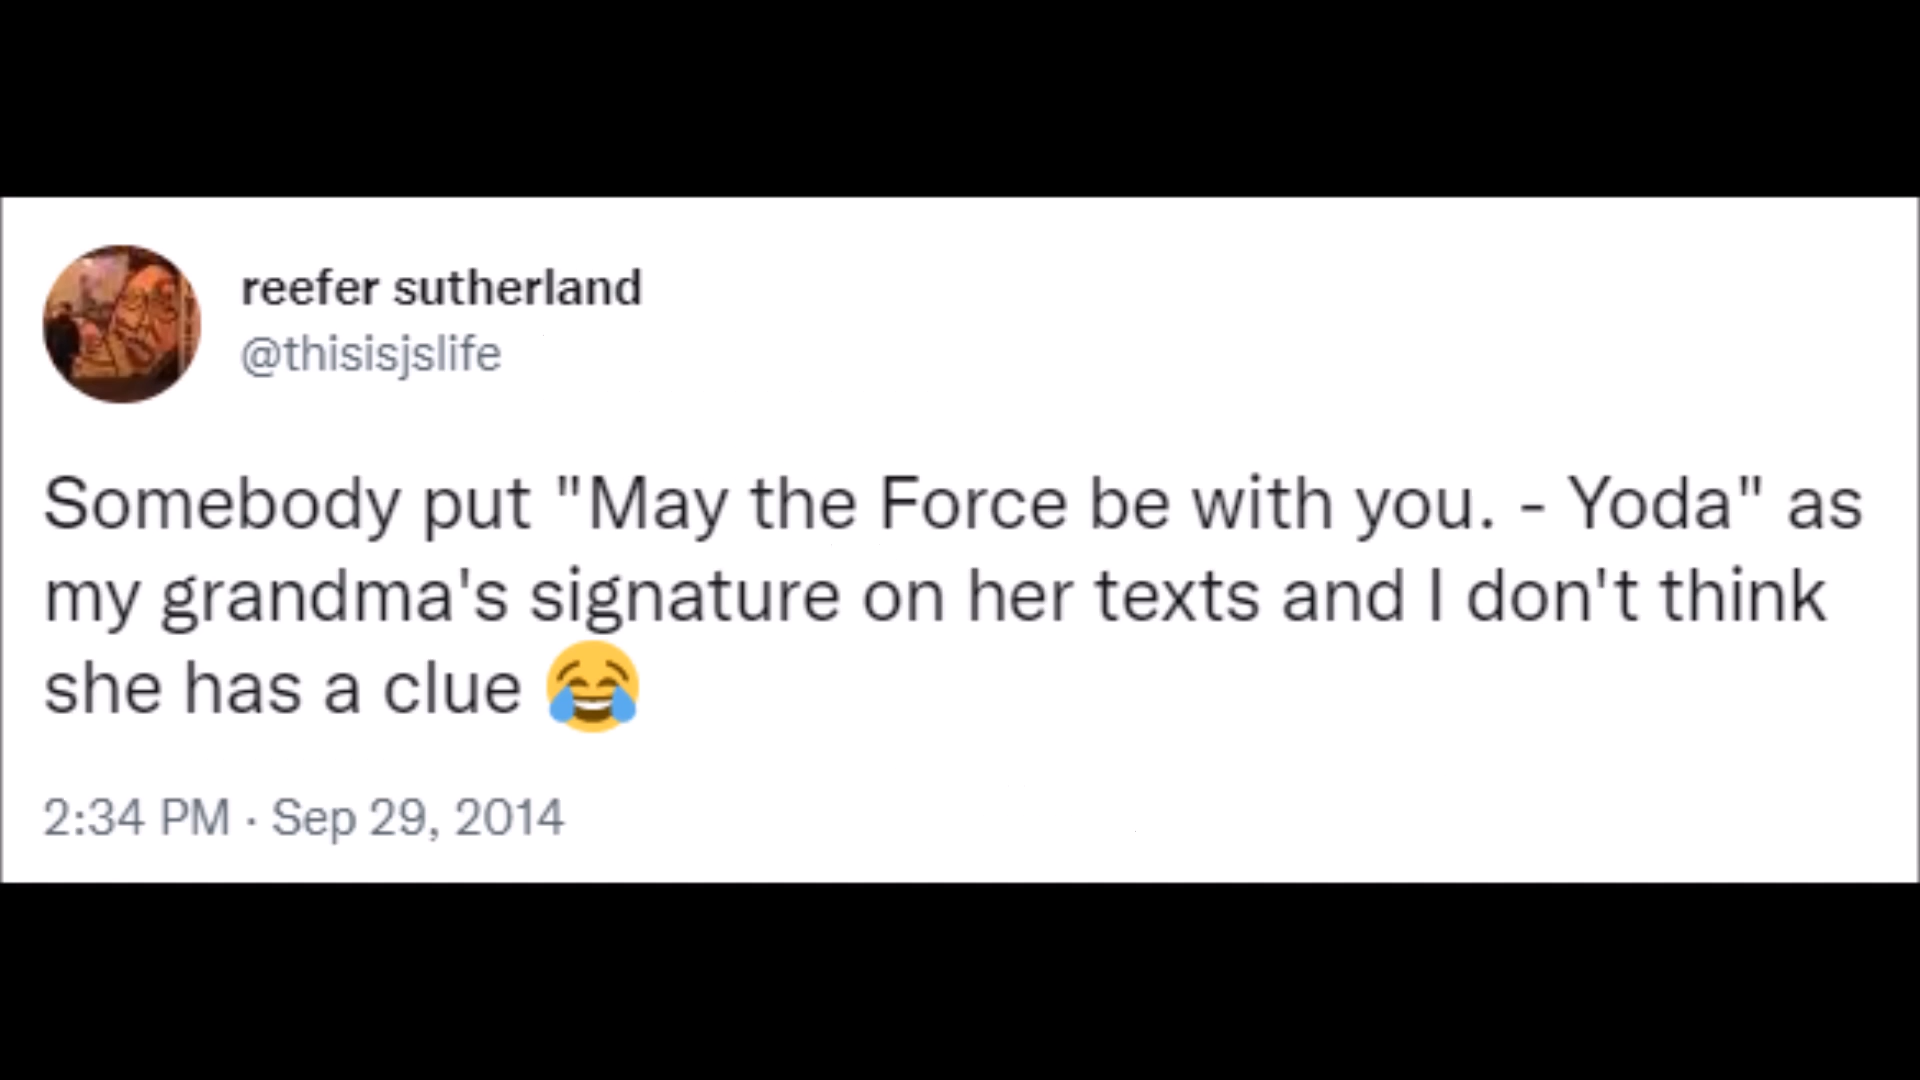 reefer sutherland
@thisisjslife
Somebody put "May the Force be with you. - Yoda" as
my grandma's signature on her texts and I don't think
she has a clue 😂
2:34 PM · Sep 29, 2014